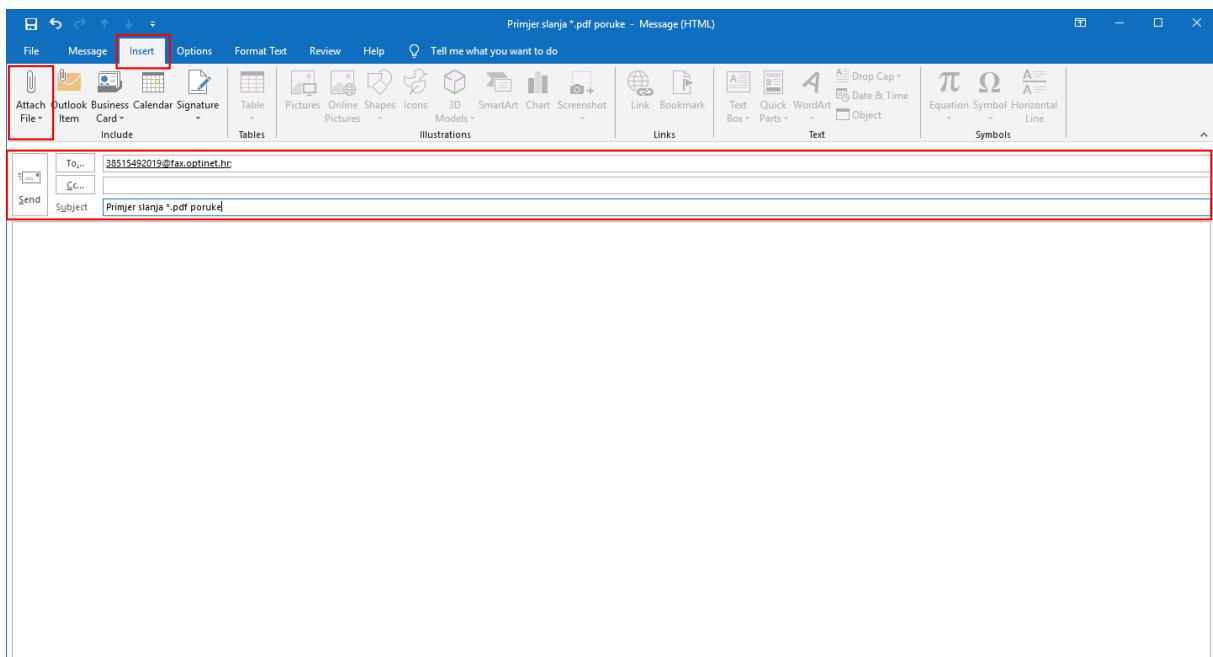 Primjer slanja *.pdf poruke - Message (HTML)
File Message Insert Options Format Text Review Help Tell me what you want to do
Attach File Outlook Item Business Card Calendar Signature Table Pictures Online Pictures Shapes Icons 3D Models SmartArt Chart Screenshot Link Bookmark Text Box Quick Parts WordArt Drop Cap Date & Time Object Equation Symbol Horizontal Line
Include Tables Illustrations Links Text Symbols
Send
To... 38515492019@fax.optinet.hr;
Cc...
Subject Primjer slanja *.pdf poruke